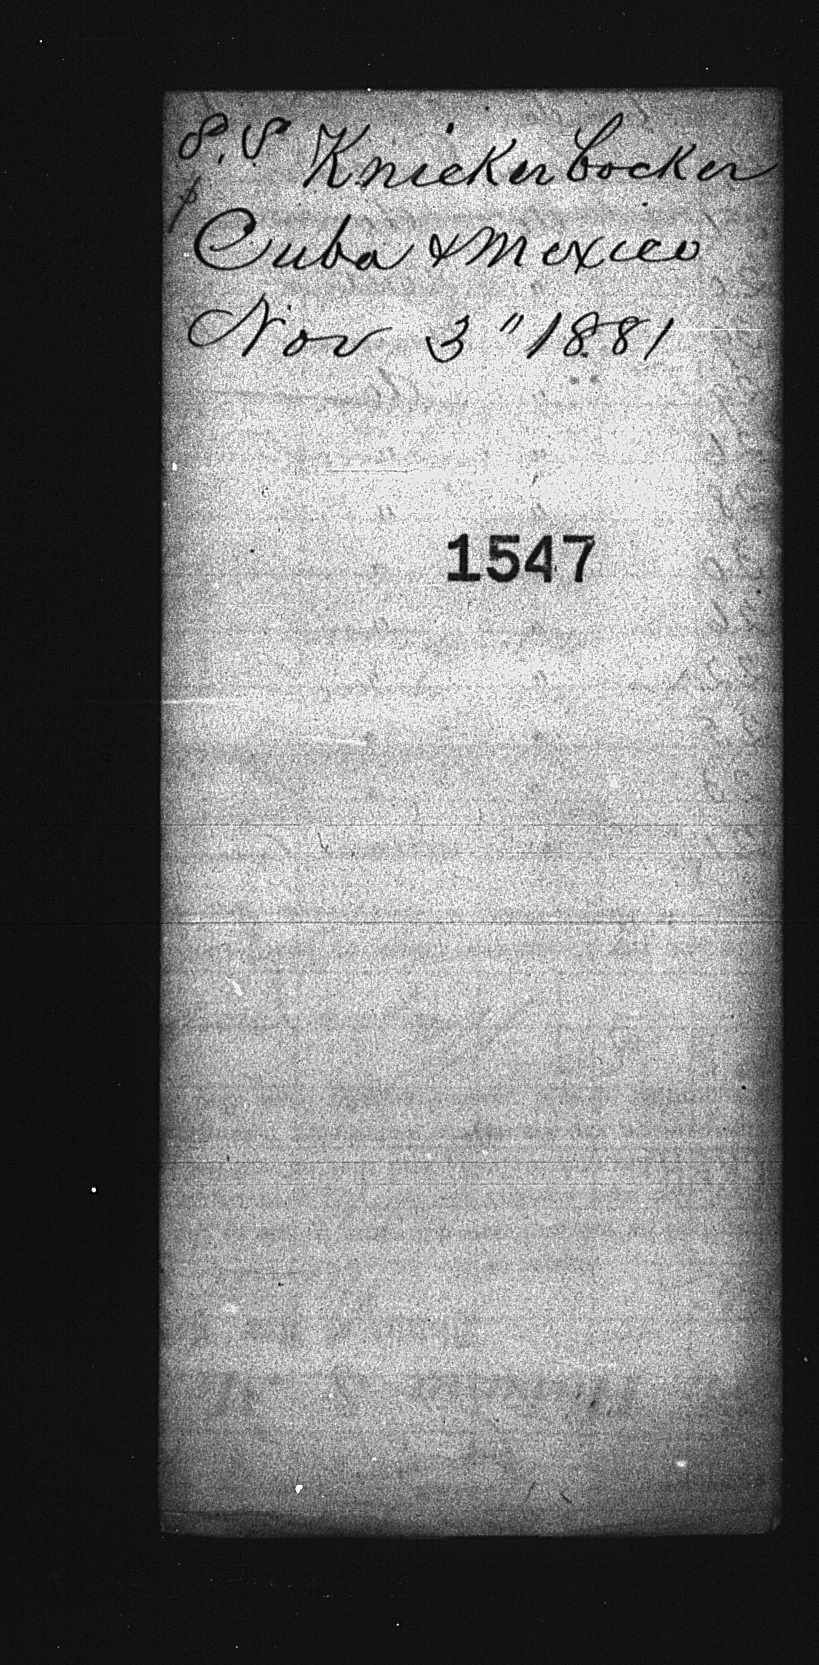 S.S Knickerbocker
Cuba & Mexico
Nov 3" 1881
1547